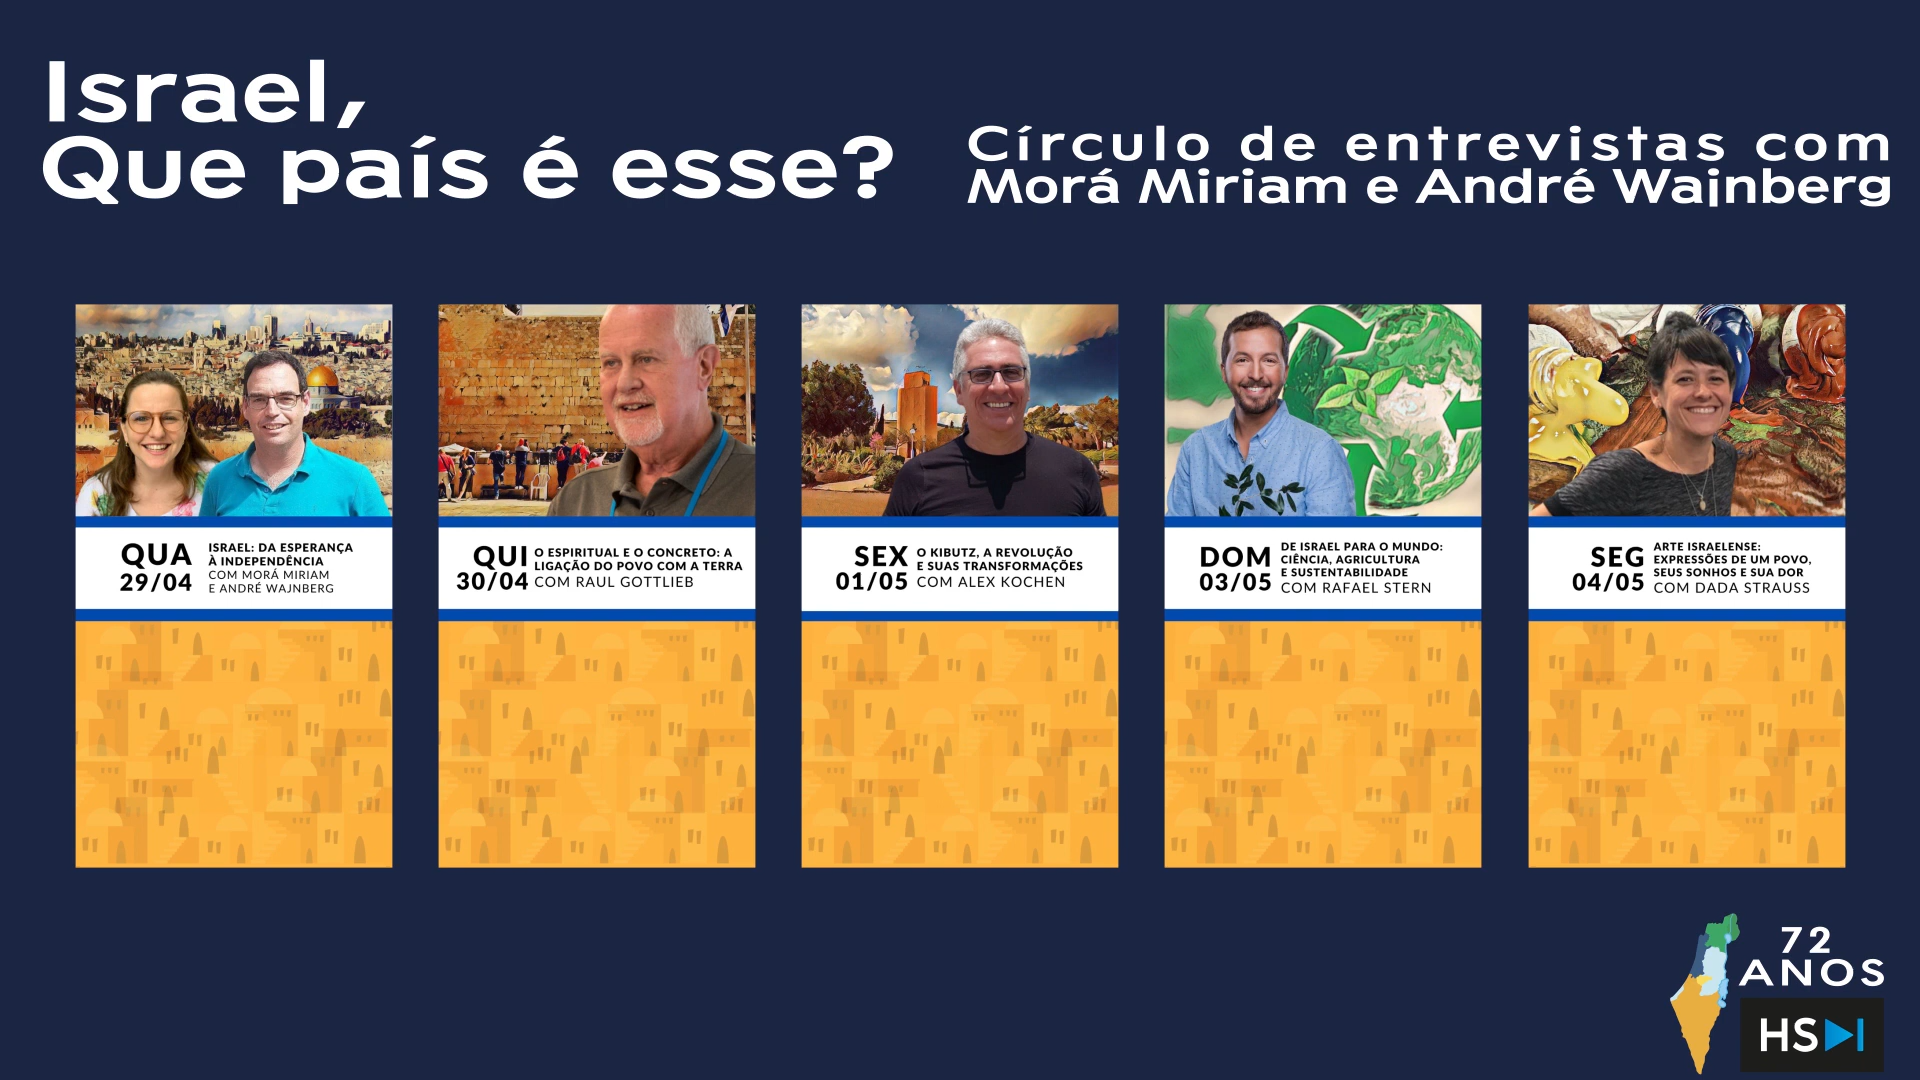 Israel,
Que país é esse?
Círculo de entrevistas com
Morá Miriam e André Wajnberg
QUA
29/04
ISRAEL: DA ESPERANÇA
À INDEPENDÊNCIA
COM MORÁ MIRIAM
E ANDRÉ WAJNBERG
QUI
30/04
O ESPIRITUAL E O CONCRETO: A
LIGAÇÃO DO POVO COM A TERRA
COM RAUL GOTTLIEB
SEX
01/05
O KIBUTZ, A REVOLUÇÃO
E SUAS TRANSFORMAÇÕES
COM ALEX KOCHEN
DOM
03/05
DE ISRAEL PARA O MUNDO:
CIÊNCIA, AGRICULTURA
E SUSTENTABILIDADE
COM RAFAEL STERN
SEG
04/05
ARTE ISRAELENSE:
EXPRESSÕES DE UM POVO,
SEUS SONHOS E SUA DOR
COM DADA STRAUSS
72
ANOS
HS